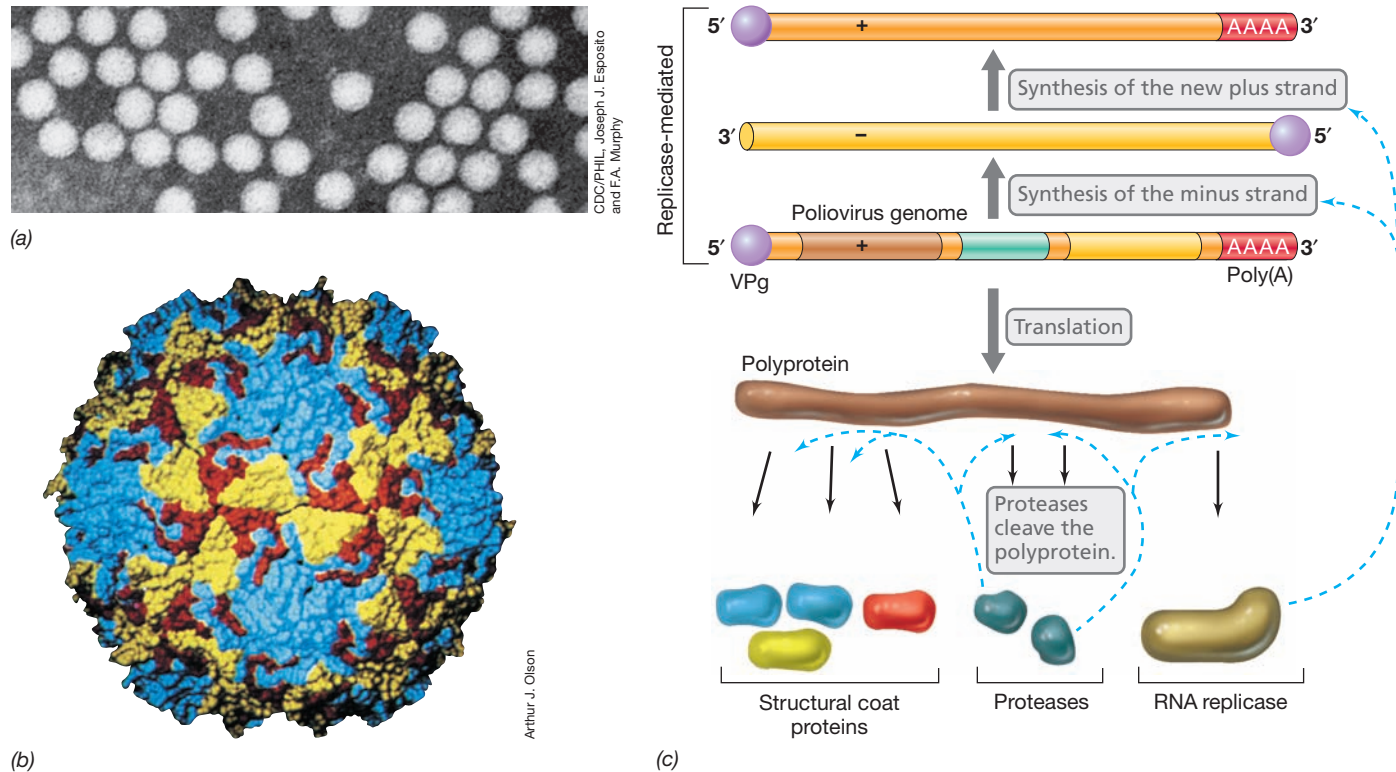 CDC/PHIL, Joseph J. Esposito
and F.A. Murphy
(a)
Arthur J. Olson
(b)
Replicase-mediated
5′
+
AAAA
3′
Synthesis of the new plus strand
3′
–
5′
Synthesis of the minus strand
Poliovirus genome
5′
+
AAAA
3′
VPg
Poly(A)
Translation
Polyprotein
Proteases
cleave the
polyprotein.
Structural coat
proteins
Proteases
RNA replicase
(c)